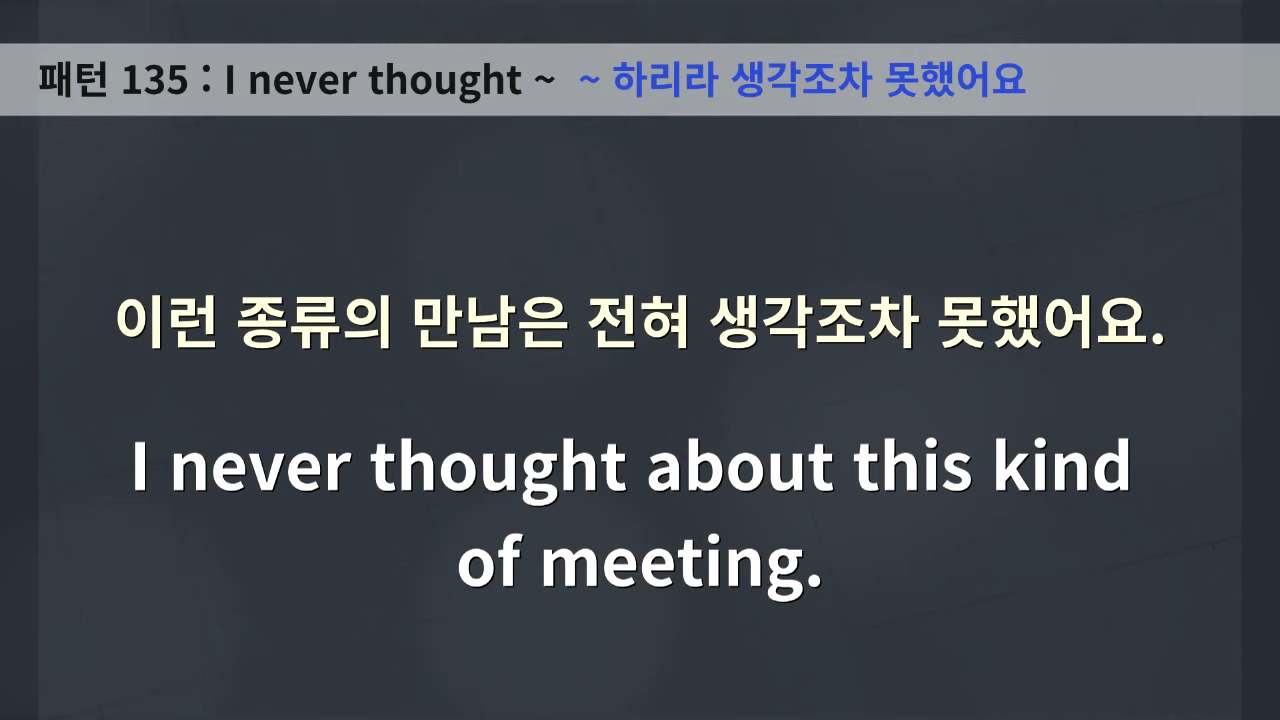 패턴 135 : I never thought ~ ~ 하리라 생각조차 못했어요
이런 종류의 만남은 전혀 생각조차 못했어요.
I never thought about this kind
of meeting.